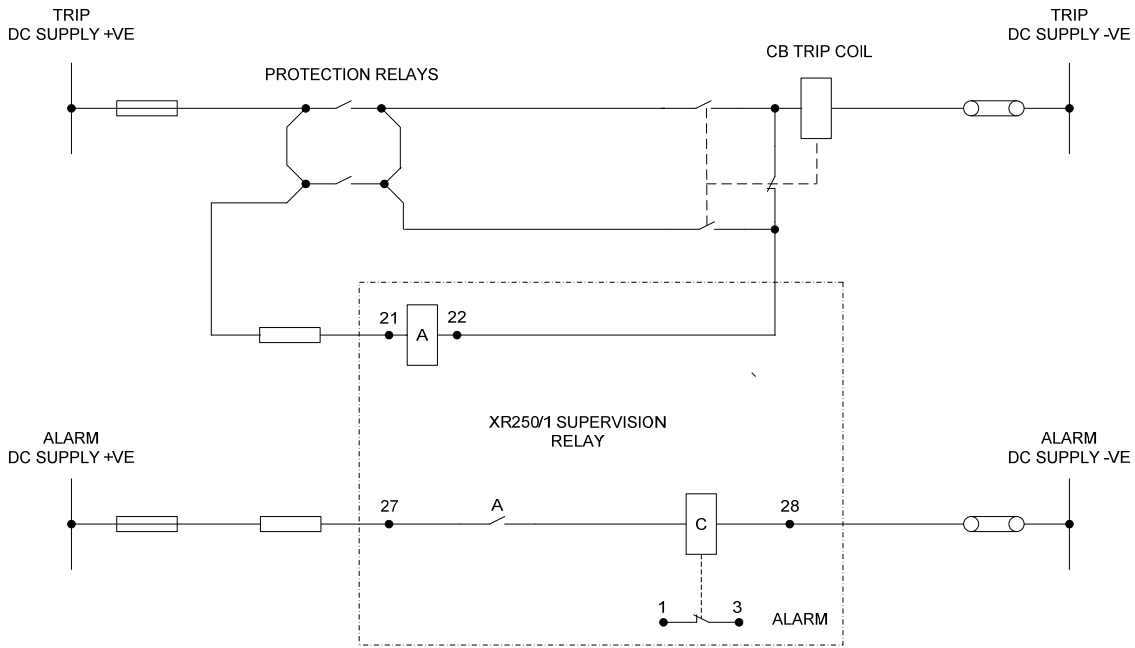 TRIP
DC SUPPLY +VE
TRIP
DC SUPPLY -VE
CB TRIP COIL
PROTECTION RELAYS
21
22
A
XR250/1 SUPERVISION
RELAY
ALARM
DC SUPPLY +VE
ALARM
DC SUPPLY -VE
27
A
28
C
1
3
ALARM